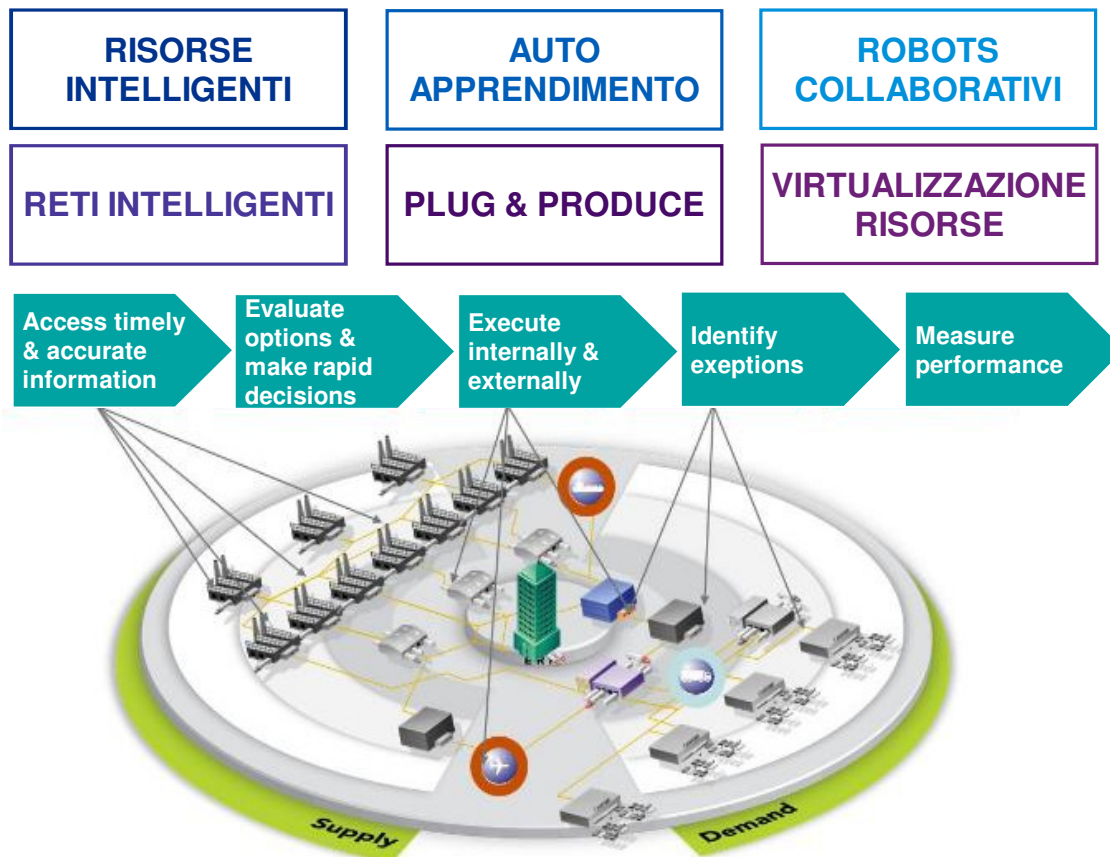 RISORSE
INTELLIGENTI
AUTO
APPRENDIMENTO
ROBOTS
COLLABORATIVI
RETI INTELLIGENTI
PLUG & PRODUCE
VIRTUALIZZAZIONE
RISORSE
Access timely
& accurate
information
Evaluate
options &
make rapid
decisions
Execute
internally &
externally
Identify
exeptions
Measure
performance
Supply
Demand